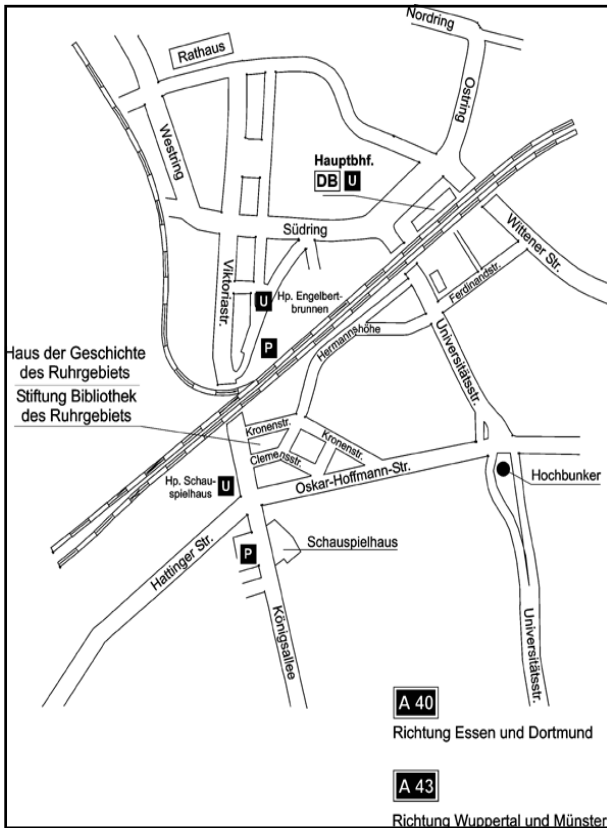 Nordring
Rathaus
Ostring
Westring
Hauptbhf.
DB U
Südring
Wittener Str.
Viktoriastr.
U Hp. Engelbert-
brunnen
Ferdinandstr.
P
Hermannshöhe
Universitätsstr.
Haus der Geschichte
des Ruhrgebiets
Stiftung Bibliothek
des Ruhrgebiets
Kronenstr.
Kronenstr.
Clemensstr.
Hp. Schau-
spielhaus U
Oskar-Hoffmann-Str.
Hochbunker
Hattinger Str.
P
Schauspielhaus
Königsallee
Universitätsstr.
A 40
Richtung Essen und Dortmund
A 43
Richtung Wuppertal und Münster